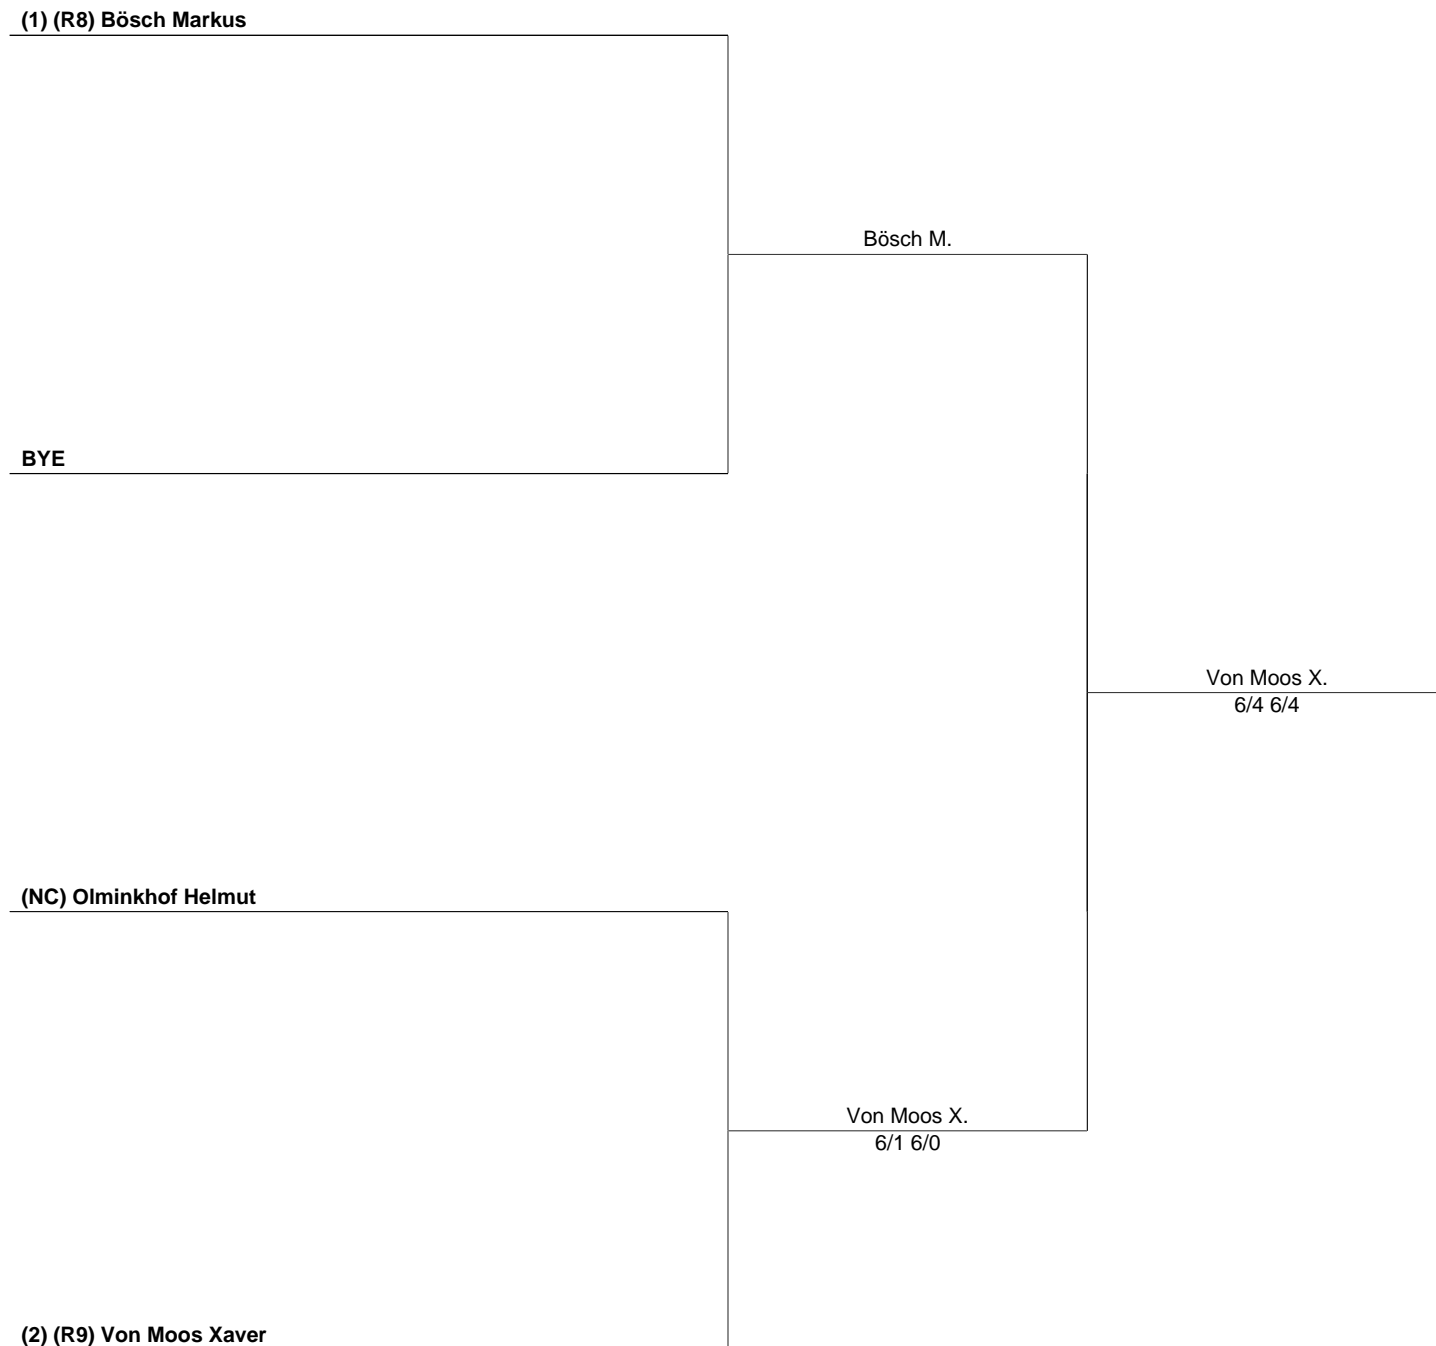 (1) (R8) Bösch Markus
Bösch M.
BYE
Von Moos X.
6/4 6/4
(NC) Olminkhof Helmut
Von Moos X.
6/1 6/0
(2) (R9) Von Moos Xaver